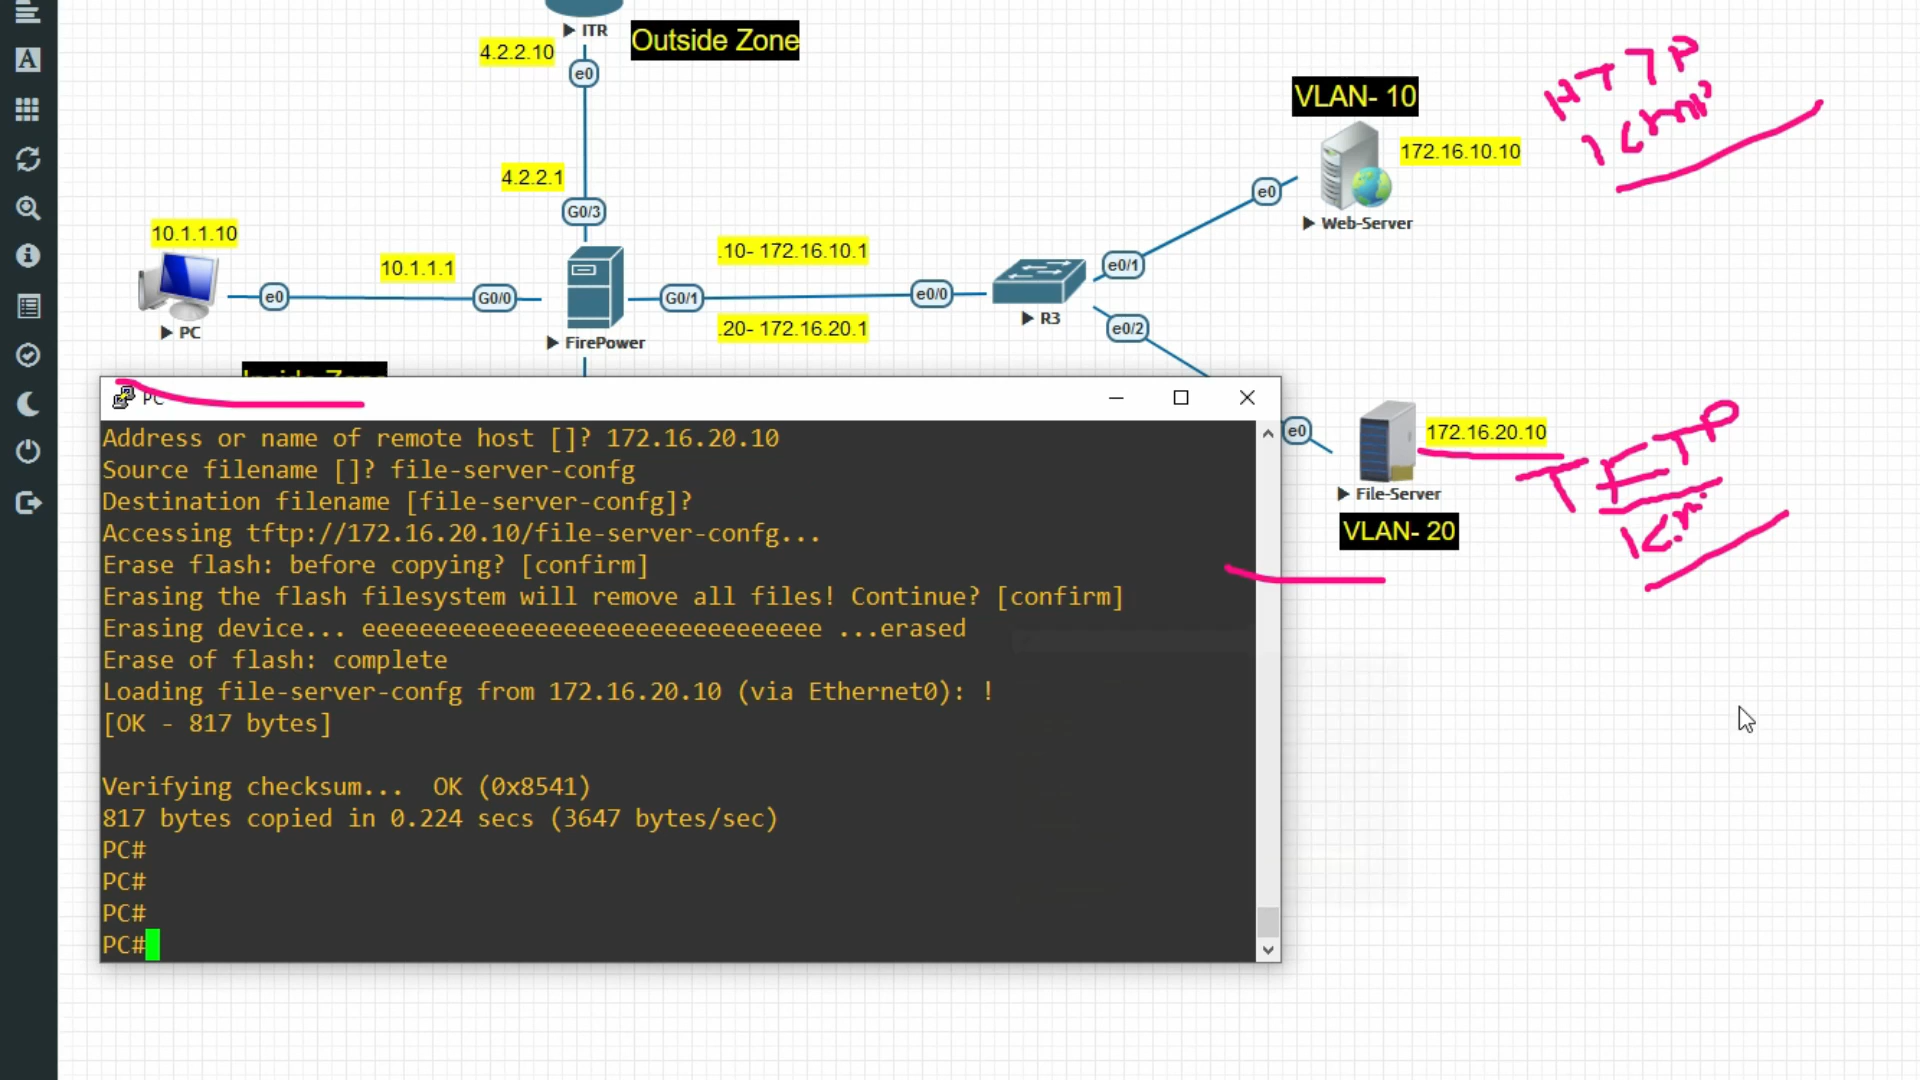 ITR
Outside Zone
4.2.2.10
e0
VLAN- 10
HTTP
172.16.10.10
4.2.2.1
e0
G0/3
Web-Server
10.1.1.10
10.1.1.1
.10- 172.16.10.1
e0/1
e0
G0/0
G0/1
e0/0
R3
.20- 172.16.20.1
e0/2
PC
FirePower
Inside Zone
PC
e0
172.16.20.10
TFTP
File-Server
VLAN- 20
Address or name of remote host []? 172.16.20.10
Source filename []? file-server-confg
Destination filename [file-server-confg]?
Accessing tftp://172.16.20.10/file-server-confg...
Erase flash: before copying? [confirm]
Erasing the flash filesystem will remove all files! Continue? [confirm]
Erasing device... eeeeeeeeeeeeeeeeeeeeeeeeeeeeeeee ...erased
Erase of flash: complete
Loading file-server-confg from 172.16.20.10 (via Ethernet0): !
[OK - 817 bytes]
Verifying checksum... OK (0x8541)
817 bytes copied in 0.224 secs (3647 bytes/sec)
PC#
PC#
PC#
PC#